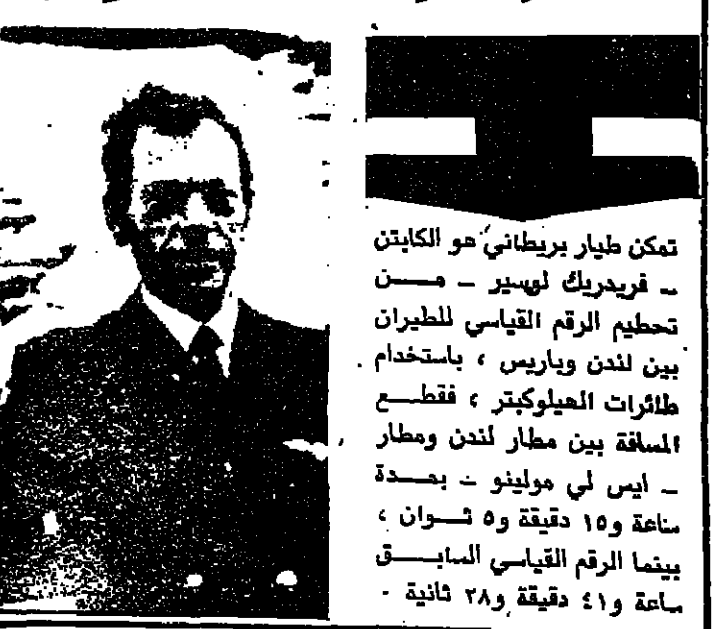 تمكن طيار بريطاني هو الكابتن
ـ فريدريك لهسير ـ مـــن
تحطيم الرقم القياسي للطيران
بين لندن وباريس ، باستخدام
طائرات الهيلوكبتر ، فقطـــع
المسافة بين مطار لندن ومطار
ـ ايس لي مولينو ـ بمـــدة
ساعة و١٥ دقيقة و٥ ثــوان ،
بينما الرقم القياسي السابــق
ساعة و٤١ دقيقة و٢٨ ثانية .